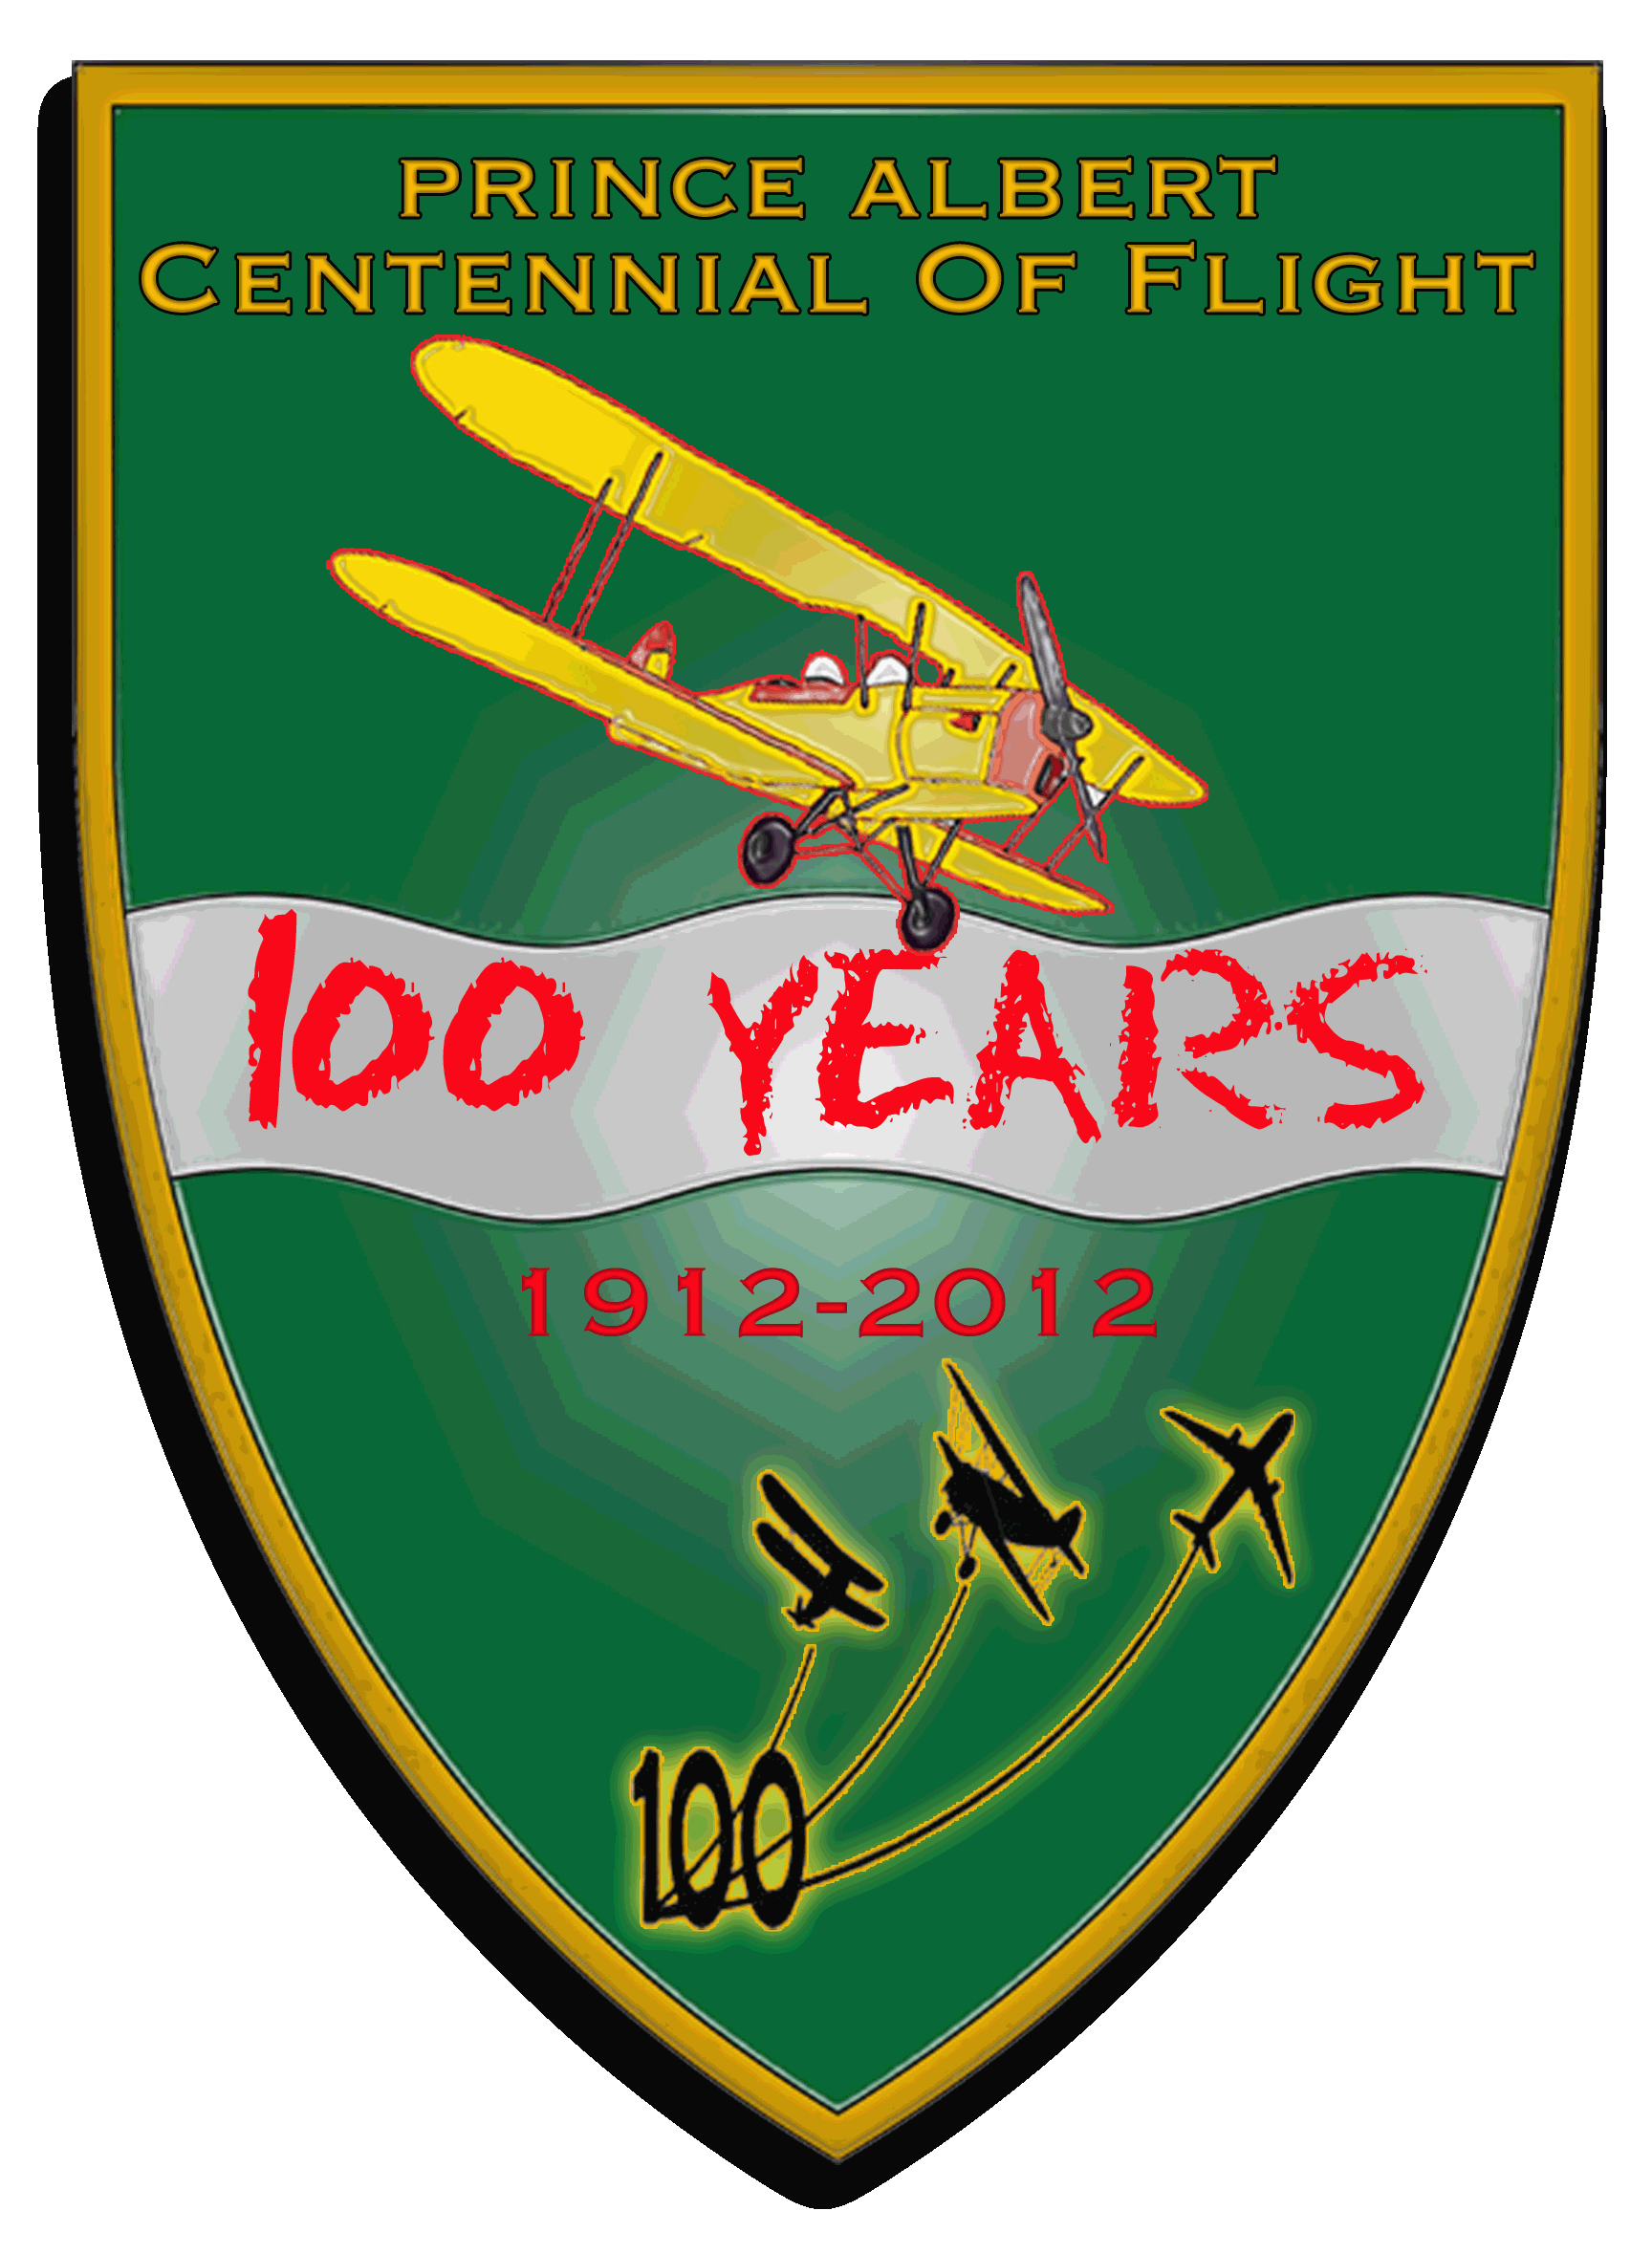 PRINCE ALBERT
CENTENNIAL OF FLIGHT
100 YEARS
1912-2012
100